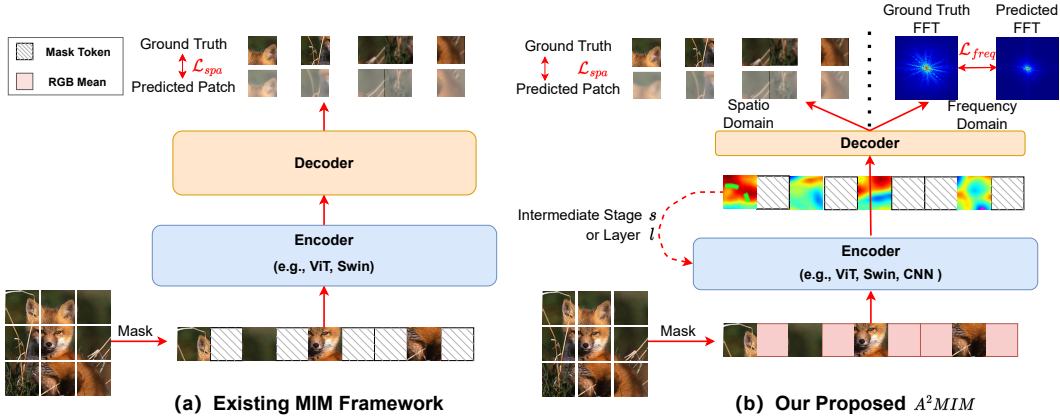 Mask Token
RGB Mean
Ground Truth
ℒspa
Predicted Patch
Decoder
Encoder
(e.g., ViT, Swin)
Mask
(a) Existing MIM Framework
Ground Truth
ℒspa
Predicted Patch
Ground Truth
FFT
Predicted
FFT
ℒfreq
Spatio
Domain
Frequency
Domain
Decoder
Intermediate Stage s
or Layer l
Encoder
(e.g., ViT, Swin, CNN )
Mask
(b) Our Proposed A²MIM